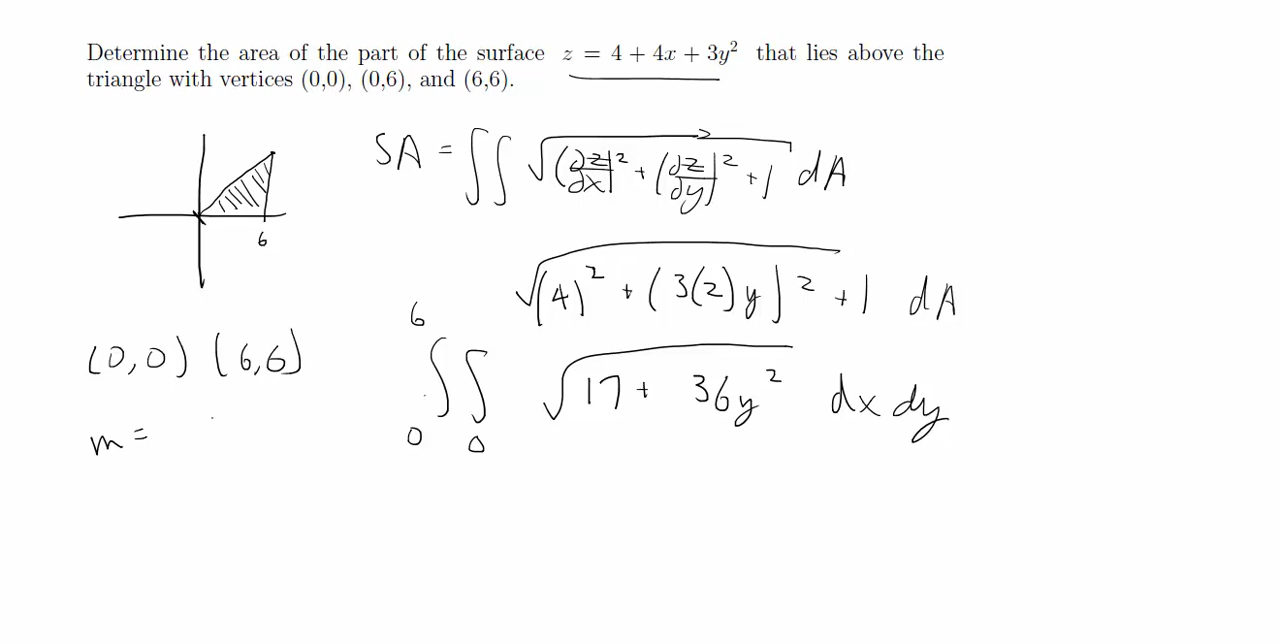 Determine the area of the part of the surface z = 4 + 4x + 3y² that lies above the
triangle with vertices (0,0), (0,6), and (6,6).
SA = ∫∫ √((∂z/∂x)² + (∂z/∂y)² + 1) dA
6
√((4)² + (3(2)y)² + 1) dA
(0,0) (6,6)
∫₀⁶ ∫₀ √(17 + 36y²) dx dy
m =